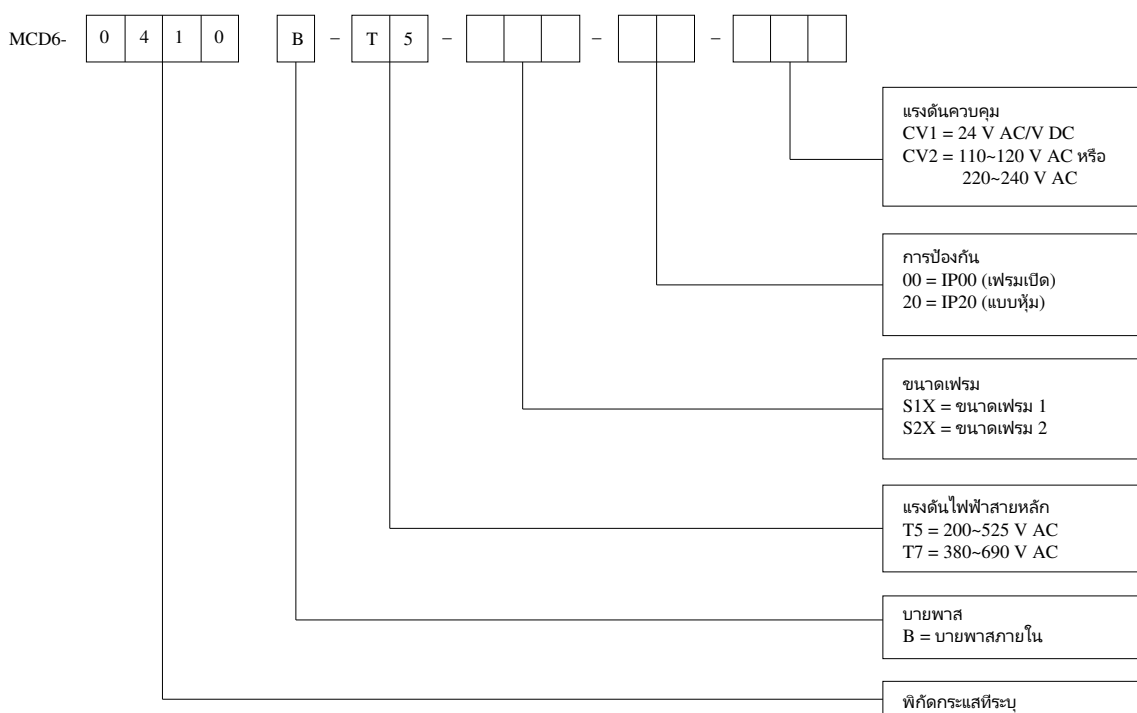 MCD6- 0 4 1 0 B – T 5 – – –
แรงดันควบคุม
CV1 = 24 V AC/V DC
CV2 = 110~120 V AC หรือ
220~240 V AC
การป้องกัน
00 = IP00 (เฟรมเปิด)
20 = IP20 (แบบหุ้ม)
ขนาดเฟรม
S1X = ขนาดเฟรม 1
S2X = ขนาดเฟรม 2
แรงดันไฟฟ้าสายหลัก
T5 = 200~525 V AC
T7 = 380~690 V AC
บายพาส
B = บายพาสภายใน
พิกัดกระแสที่ระบุ